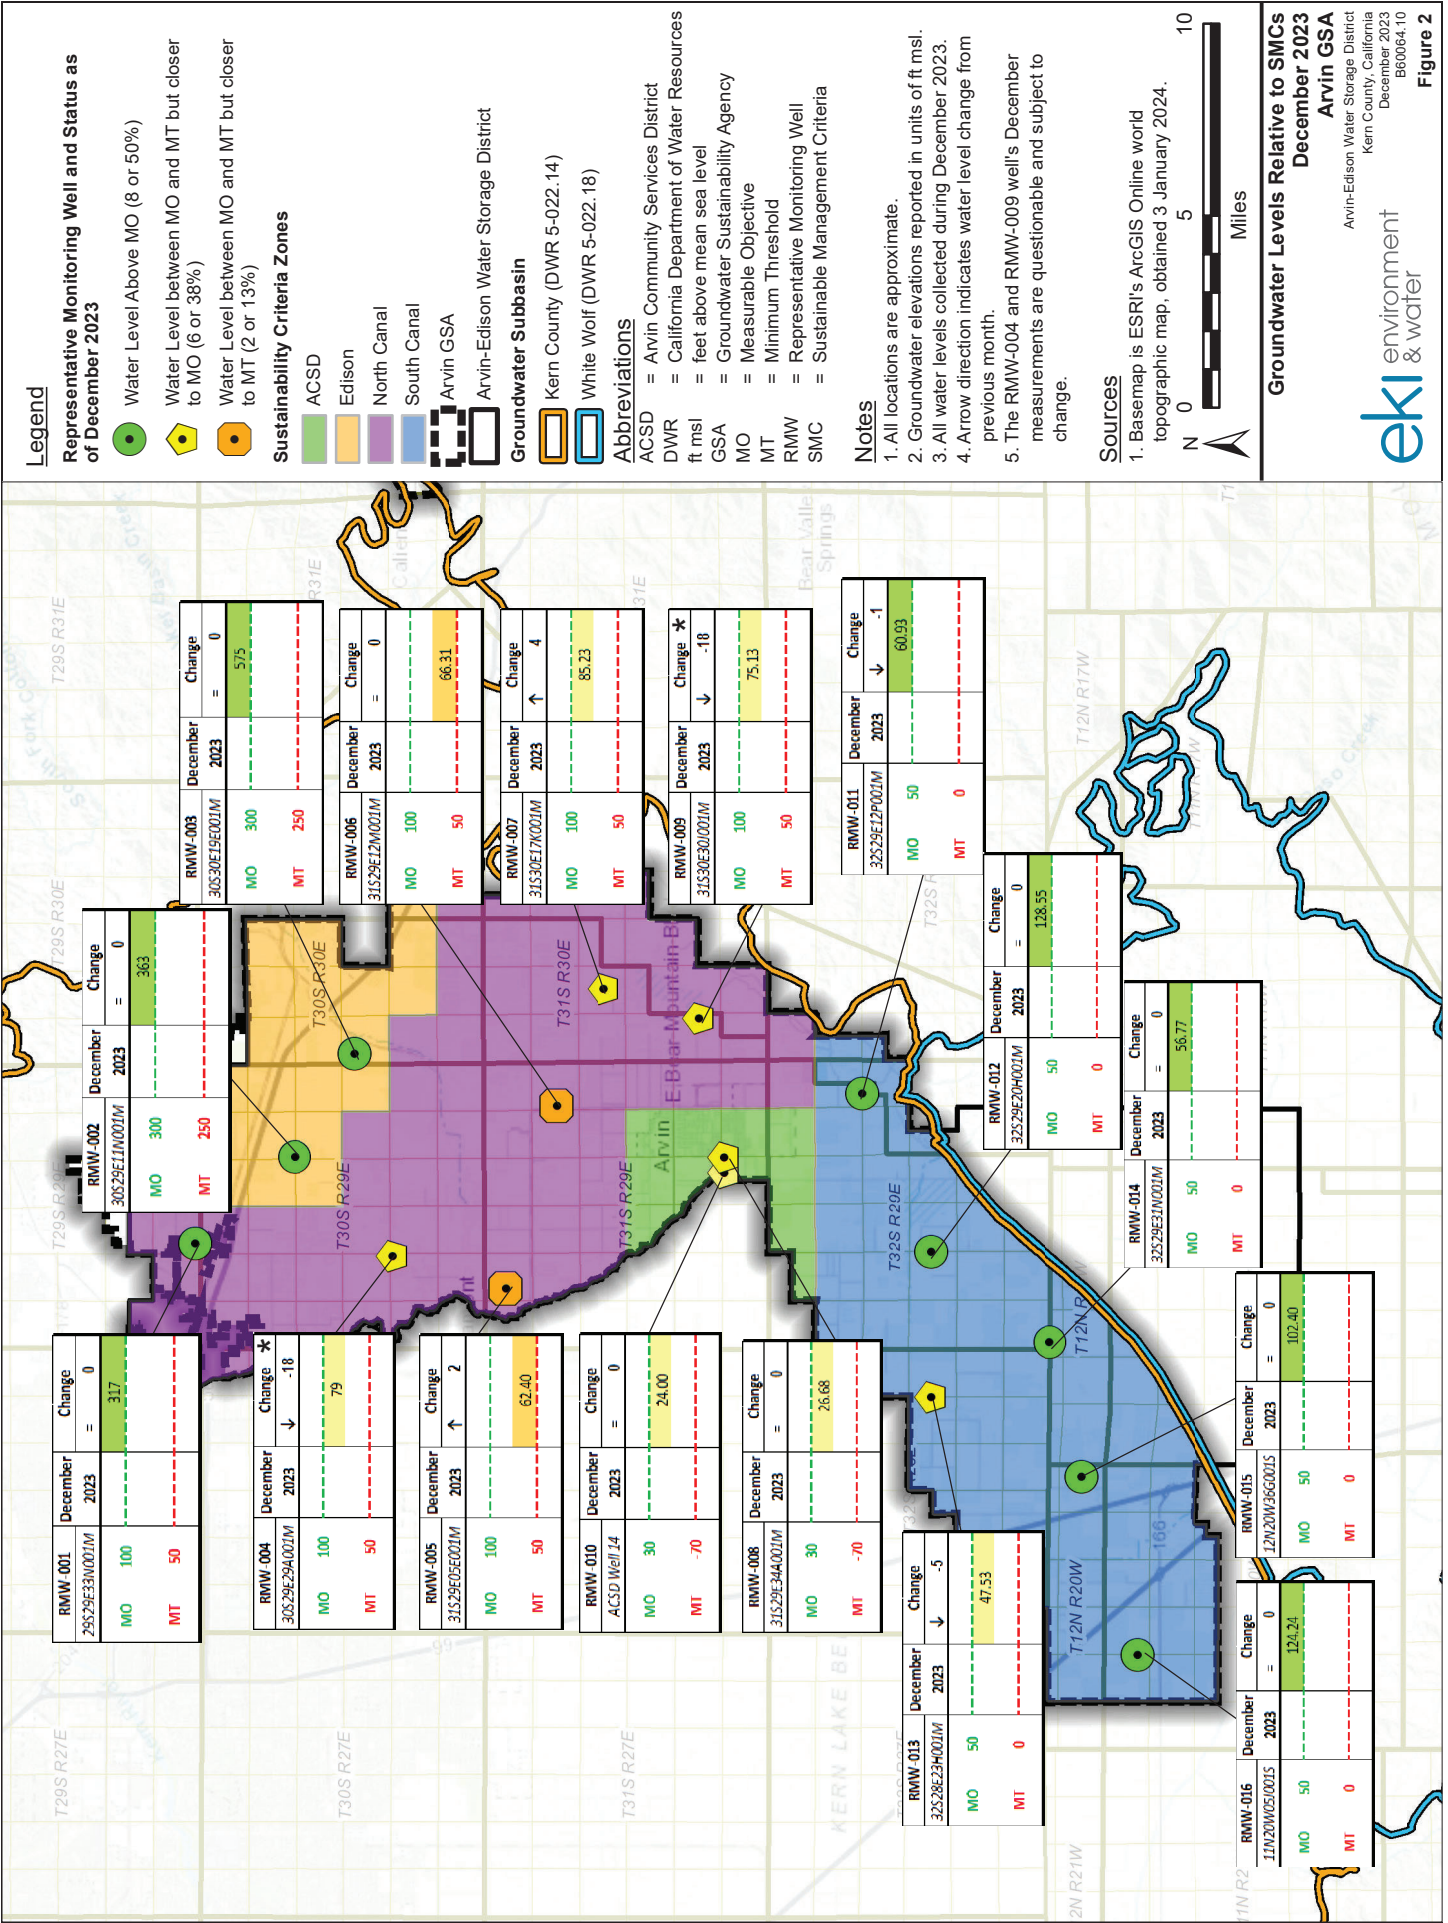 RMW-001
29S29E33N001M
December
2023
Change
=
0
MO
100
317
MT
50
RMW-002
30S29E11N001M
December
2023
Change
=
0
MO
300
363
MT
250
RMW-003
30S30E19E001M
December
2023
Change
=
0
MO
300
575
MT
250
RMW-004
30S29E29A001M
December
2023
Change *
↓
-18
MO
100
79
MT
50
RMW-006
31S29E12M001M
December
2023
Change
=
0
MO
100
66.31
MT
50
RMW-005
31S29E05E001M
December
2023
Change
↑
2
MO
100
62.40
MT
50
RMW-007
31S30E17K001M
December
2023
Change
↑
4
MO
100
85.23
MT
50
RMW-010
ACSD Well 14
December
2023
Change
=
0
MO
30
24.00
MT
-70
RMW-009
31S30E30J001M
December
2023
Change *
↓
-18
MO
100
75.13
MT
50
RMW-008
31S29E34A001M
December
2023
Change
=
0
MO
30
26.68
MT
-70
RMW-011
32S29E12P001M
December
2023
Change
↓
-1
MO
50
60.93
MT
0
RMW-013
32S28E23H001M
December
2023
Change
↓
-5
MO
50
47.53
MT
0
RMW-012
32S29E20H001M
December
2023
Change
=
0
MO
50
128.55
MT
0
RMW-014
32S29E31N001M
December
2023
Change
=
0
MO
50
56.77
MT
0
RMW-015
12N20W36G001S
December
2023
Change
=
0
MO
50
102.40
MT
0
RMW-016
11N20W05J001S
December
2023
Change
=
0
MO
50
124.24
MT
0
T29S R27E
T29S R30E
T29S R31E
T30S R27E
T30S R29E
T30S R30E
T31S R27E
T31S R29E
T31S R30E
T32S R29E
T12N R20W
T12N R17W
T11N R17W
Arvin
E Bear Mountain B
KERN LAKE BE
Bear Valle
Springs
Calien
99
166
Legend
Representative Monitoring Well and Status as
of December 2023
Water Level Above MO (8 or 50%)
Water Level between MO and MT but closer
to MO (6 or 38%)
Water Level between MO and MT but closer
to MT (2 or 13%)
Sustainability Criteria Zones
ACSD
Edison
North Canal
South Canal
Arvin GSA
Arvin-Edison Water Storage District
Groundwater Subbasin
Kern County (DWR 5-022.14)
White Wolf (DWR 5-022.18)
Abbreviations
ACSD = Arvin Community Services District
DWR = California Department of Water Resources
ft msl = feet above mean sea level
GSA = Groundwater Sustainability Agency
MO = Measurable Objective
MT = Minimum Threshold
RMW = Representative Monitoring Well
SMC = Sustainable Management Criteria
Notes
1. All locations are approximate.
2. Groundwater elevations reported in units of ft msl.
3. All water levels collected during December 2023.
4. Arrow direction indicates water level change from
previous month.
5. The RMW-004 and RMW-009 well's December
measurements are questionable and subject to
change.
Sources
1. Basemap is ESRI's ArcGIS Online world
topographic map, obtained 3 January 2024.
N
0 5 10
Miles
Groundwater Levels Relative to SMCs
December 2023
Arvin GSA
Arvin-Edison Water Storage District
Kern County, California
December 2023
B60064.10
Figure 2
eki environment
& water